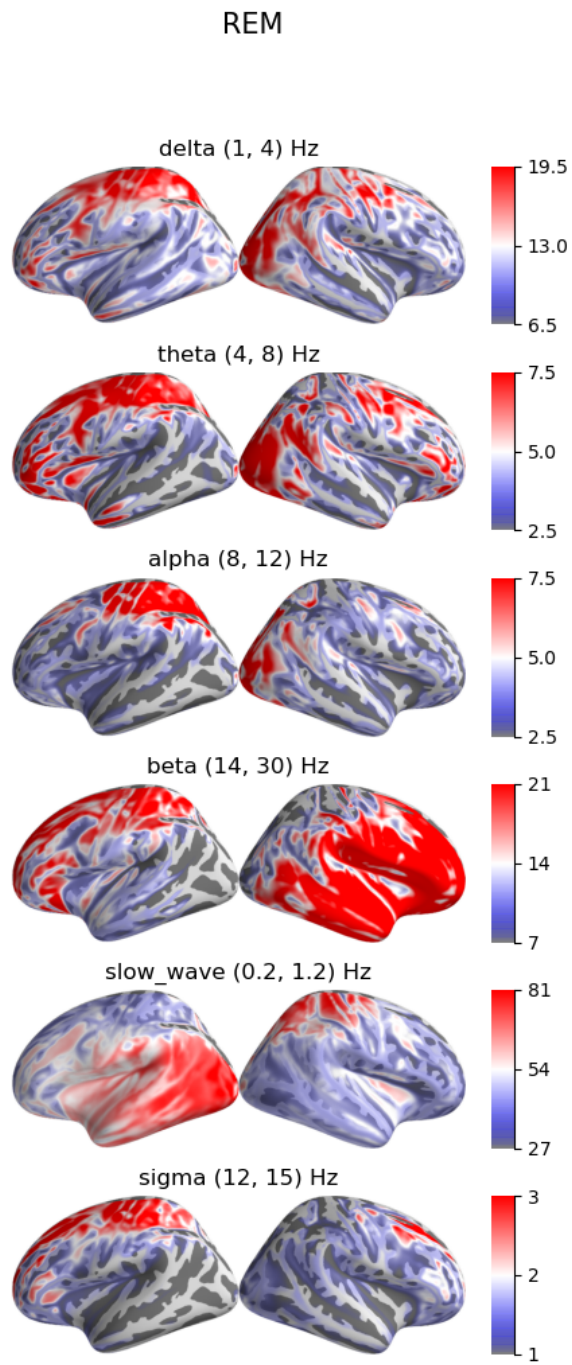 REM
delta (1, 4) Hz
19.5
13.0
6.5
theta (4, 8) Hz
7.5
5.0
2.5
alpha (8, 12) Hz
7.5
5.0
2.5
beta (14, 30) Hz
21
14
7
slow_wave (0.2, 1.2) Hz
81
54
27
sigma (12, 15) Hz
3
2
1